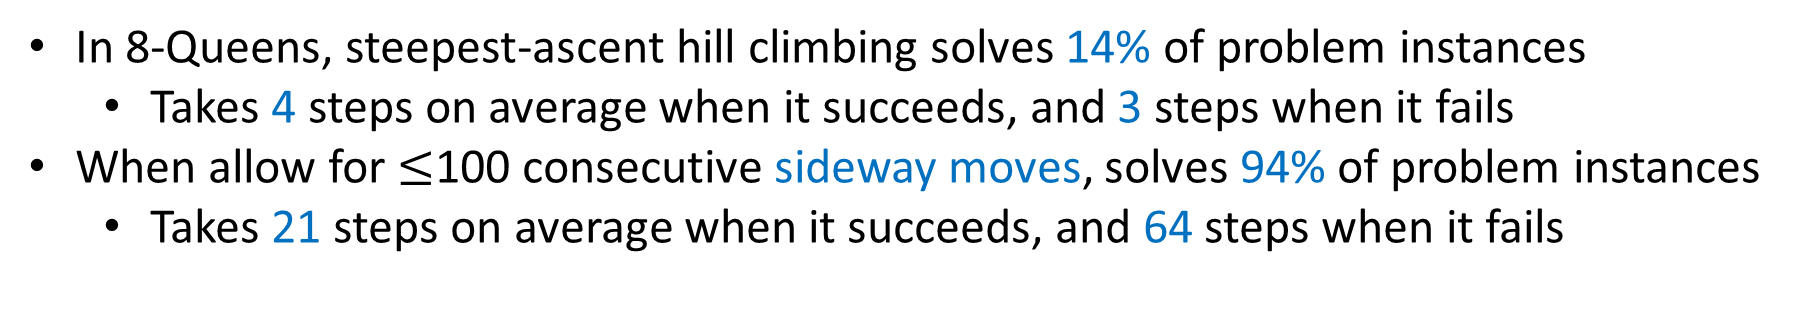 • In 8-Queens, steepest-ascent hill climbing solves 14% of problem instances
• Takes 4 steps on average when it succeeds, and 3 steps when it fails
• When allow for ≤100 consecutive sideway moves, solves 94% of problem instances
• Takes 21 steps on average when it succeeds, and 64 steps when it fails